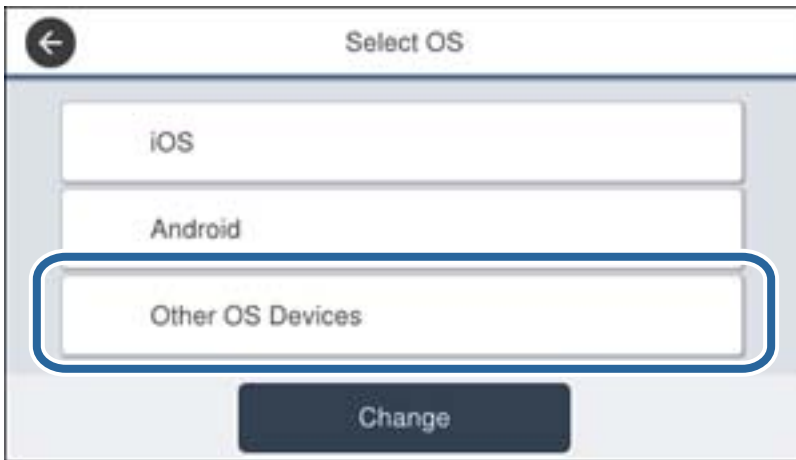 Select OS
iOS
Android
Other OS Devices
Change